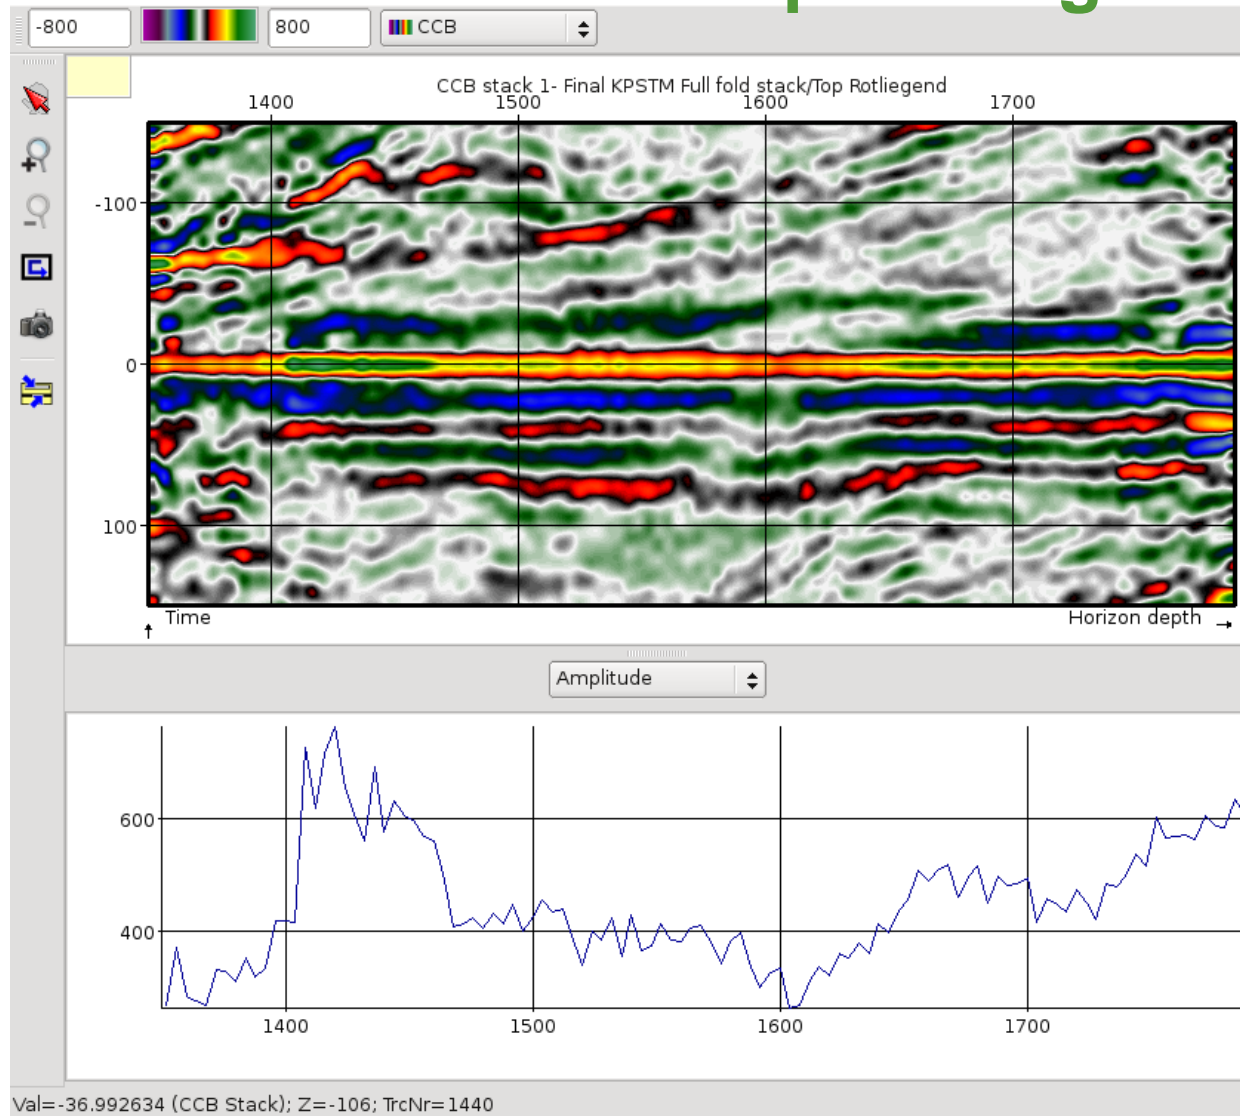 -800 800 CCB
CCB stack 1- Final KPSTM Full fold stack/Top Rotliegend
1400 1500 1600 1700
-100
0
100
Time Horizon depth
Amplitude
600
400
1400 1500 1600 1700
Val=-36.992634 (CCB Stack); Z=-106; TrcNr=1440